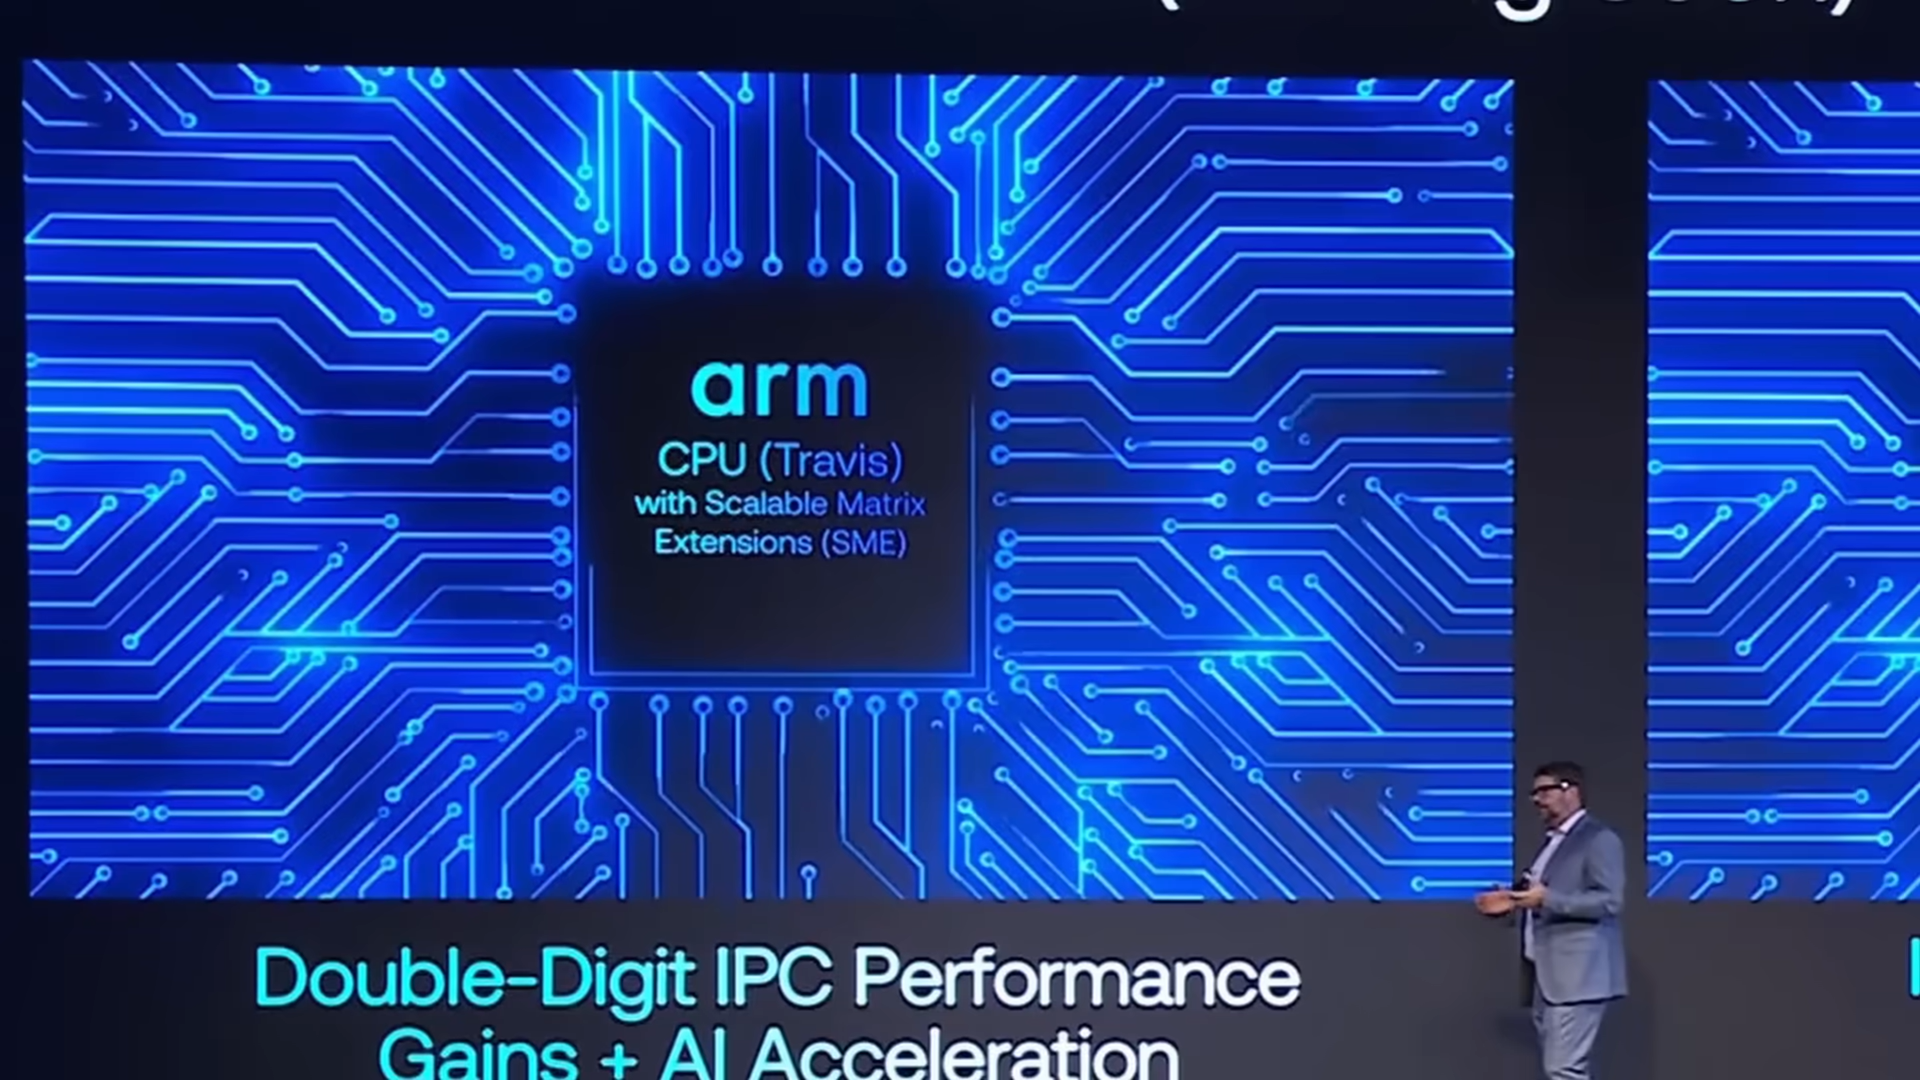 arm
CPU (Travis)
with Scalable Matrix
Extensions (SME)
Double-Digit IPC Performance
Gains + AI Acceleration